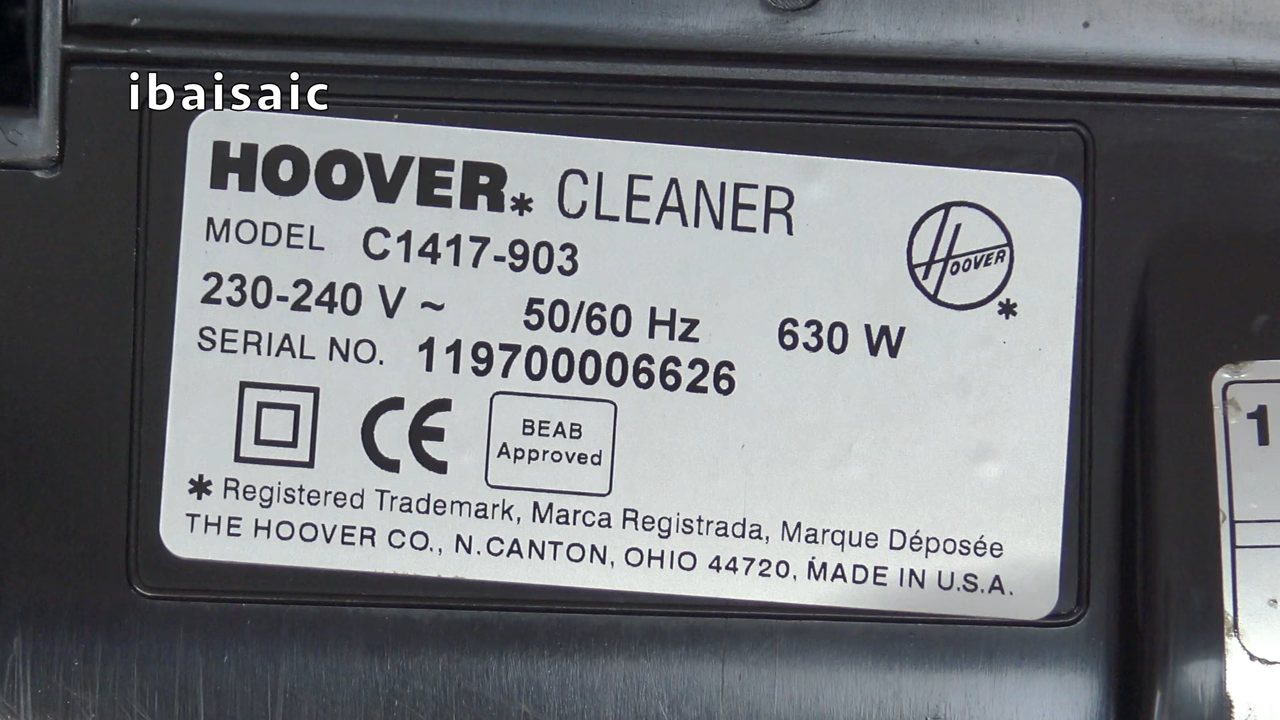 ibaisaic
HOOVER* CLEANER
MODEL C1417-903
HOOVER*
230-240 V ~ 50/60 Hz 630 W
SERIAL NO. 119700006626
CE
BEAB
Approved
* Registered Trademark, Marca Registrada, Marque Déposée
THE HOOVER CO., N.CANTON, OHIO 44720, MADE IN U.S.A.
1